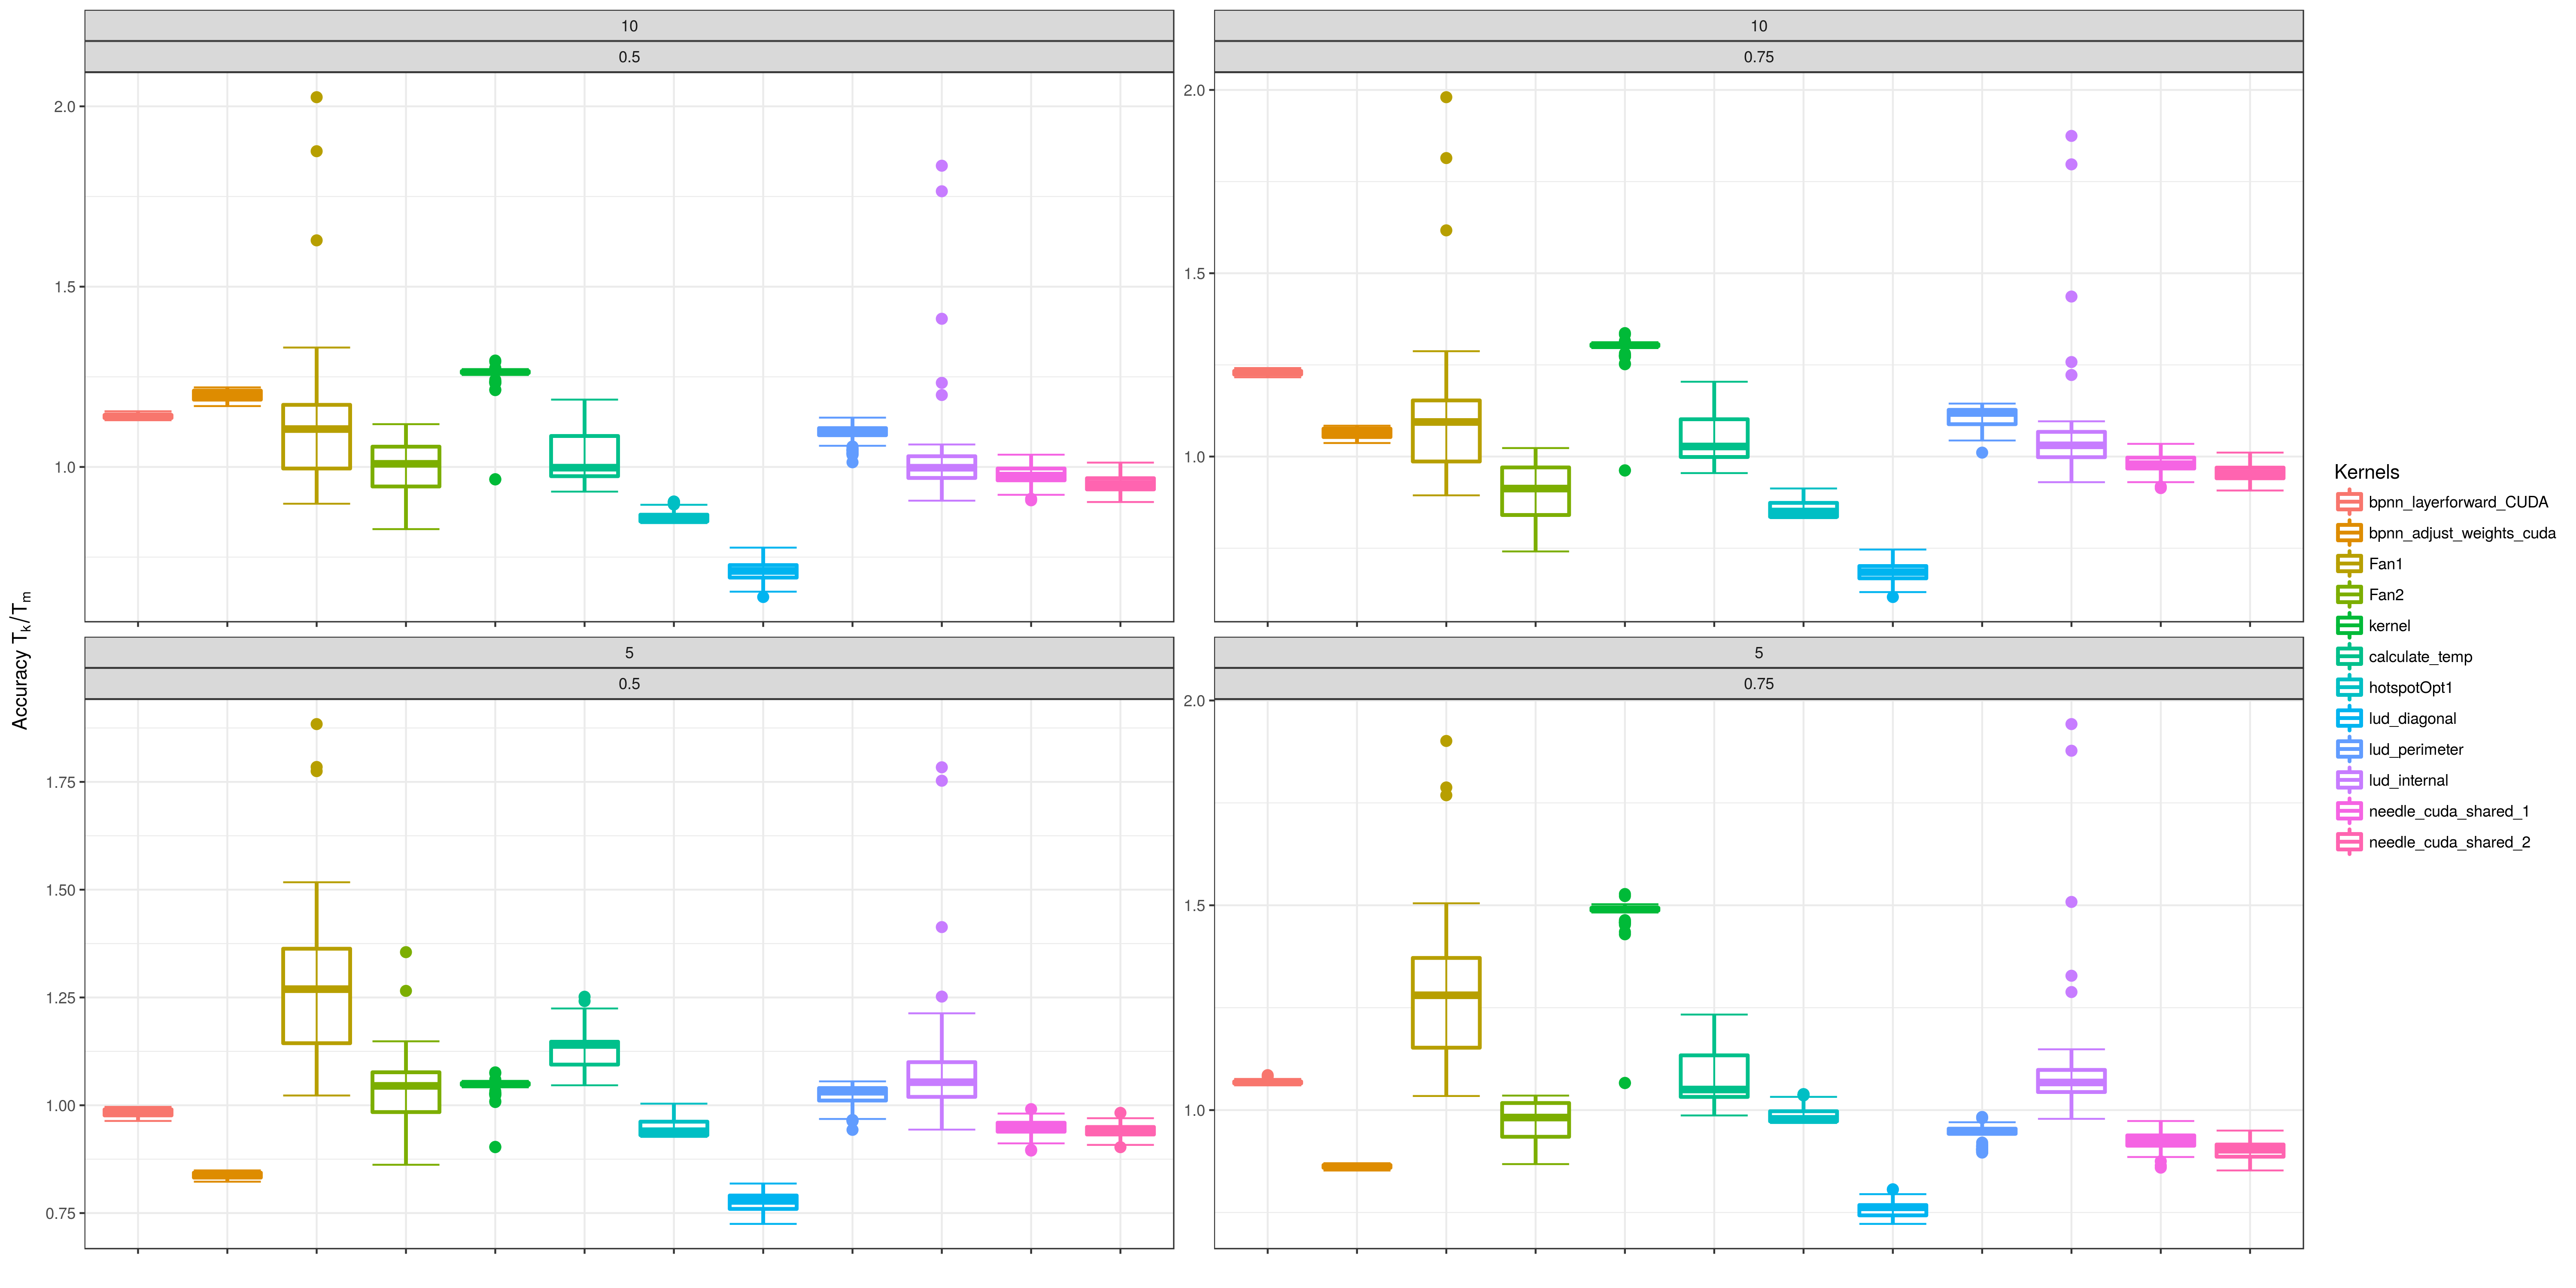 10
0.5
2.0
1.5
1.0
10
0.75
2.0
1.5
1.0
5
0.5
1.75
1.50
1.25
1.00
0.75
5
0.75
2.0
1.5
1.0
Accuracy Tk/Tm
Kernels
bpnn_layerforward_CUDA
bpnn_adjust_weights_cuda
Fan1
Fan2
kernel
calculate_temp
hotspotOpt1
lud_diagonal
lud_perimeter
lud_internal
needle_cuda_shared_1
needle_cuda_shared_2